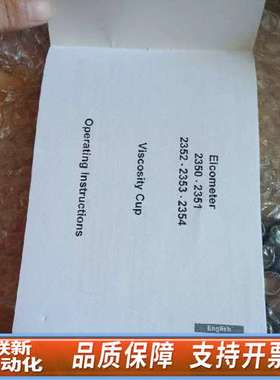 Elcometer
2350 . 2351
2352 . 2353 . 2354
Viscosity Cup
Operating Instructions
English
联新
动化
品质保障 支持开票